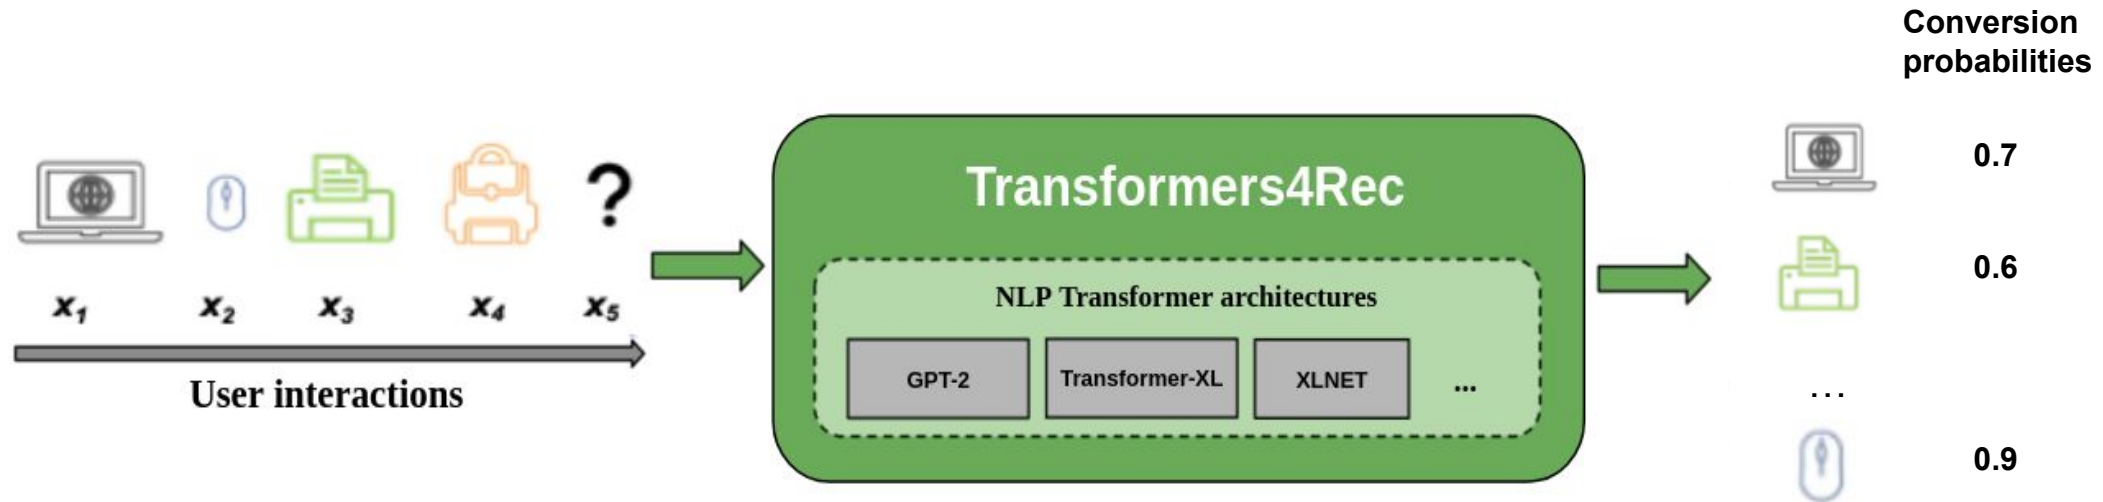 Conversion
probabilities
?
x1 x2 x3 x4 x5
User interactions
Transformers4Rec
NLP Transformer architectures
GPT-2 Transformer-XL XLNET ...
0.7
0.6
...
0.9